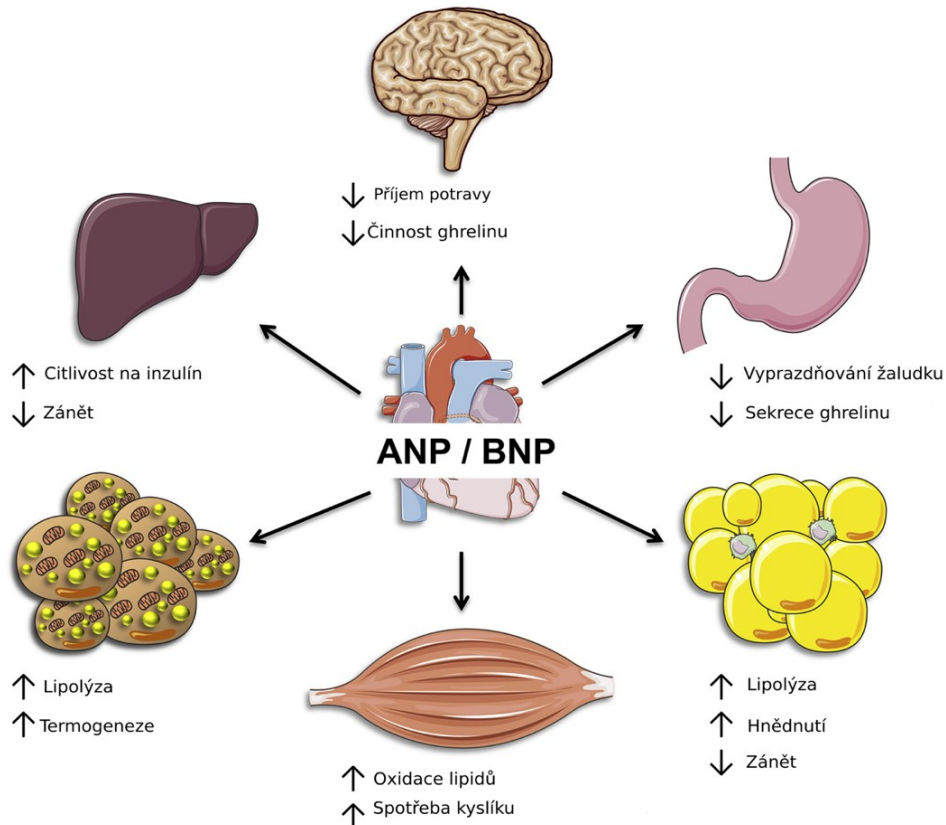 ↓ Příjem potravy
↓ Činnost ghrelinu
↑ Citlivost na inzulín
↓ Zánět
↓ Vyprazdňování žaludku
↓ Sekrece ghrelinu
ANP / BNP
↑ Lipolýza
↑ Termogeneze
↑ Oxidace lipidů
↑ Spotřeba kyslíku
↑ Lipolýza
↑ Hnědnutí
↓ Zánět